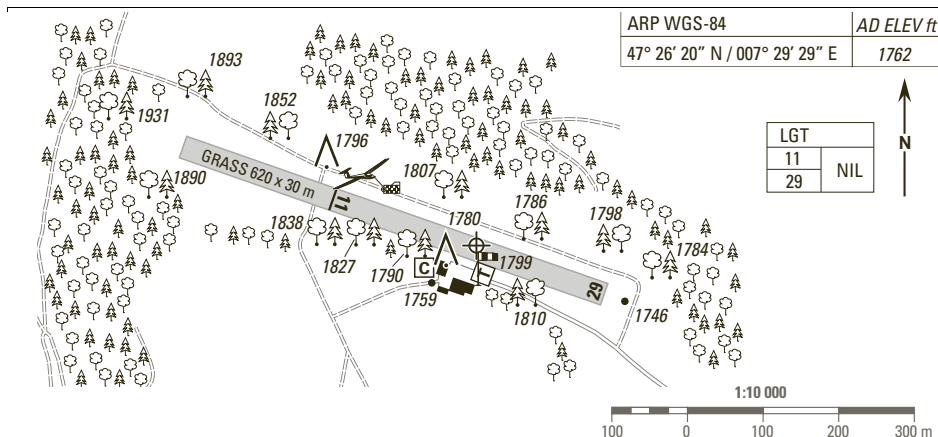 ARP WGS-84 AD ELEV ft
47° 26' 20" N / 007° 29' 29" E 1762
1893
1931
1852
1796
1807
1890
GRASS 620 x 30 m
11
1838
1827
1790
1780
1786
1798
1784
1799
C
T
1759
1810
29
1746
N
LGT
11 NIL
29
1:10 000
100 0 100 200 300 m